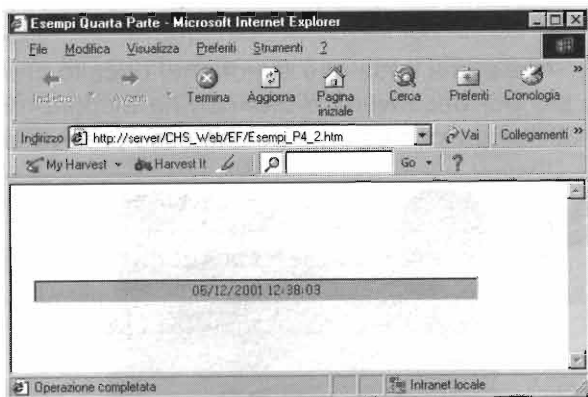 Esempi Quarta Parte - Microsoft Internet Explorer
File Modifica Visualizza Preferiti Strumenti ?
Indietro Avanti Termina Aggiorna Pagina iniziale Cerca Preferiti Cronologia »
Indirizzo http://server/CHS_Web/EF/Esempi_P4_2.htm Vai Collegamenti »
My Harvest Harvest It Go ?
06/12/2001 12:38:03
Operazione completata Intranet locale